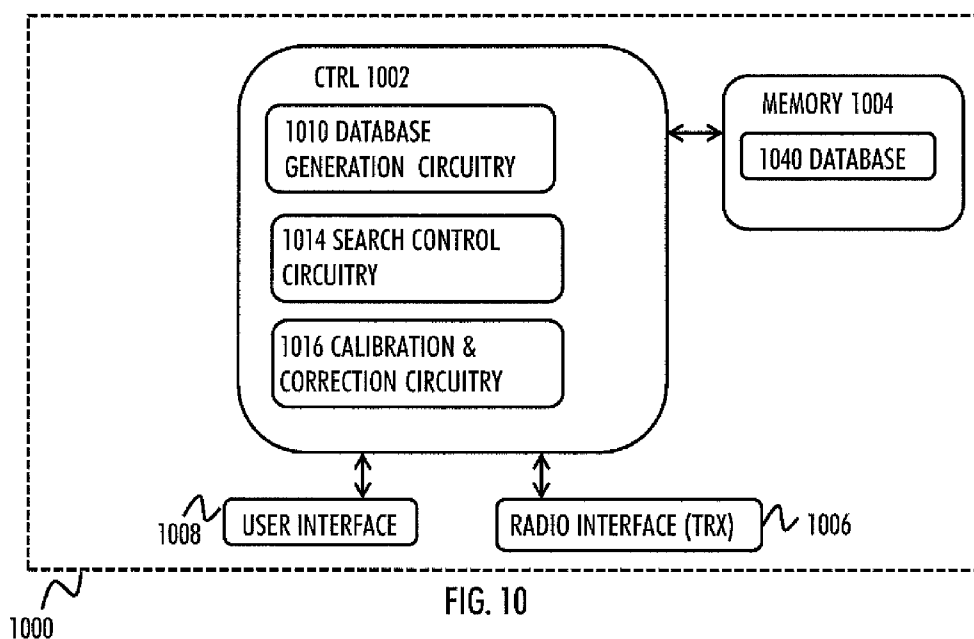 CTRL 1002
1010 DATABASE
GENERATION CIRCUITRY
1014 SEARCH CONTROL
CIRCUITRY
1016 CALIBRATION &
CORRECTION CIRCUITRY
MEMORY 1004
1040 DATABASE
1008
USER INTERFACE
RADIO INTERFACE (TRX)
1006
1000
FIG. 10